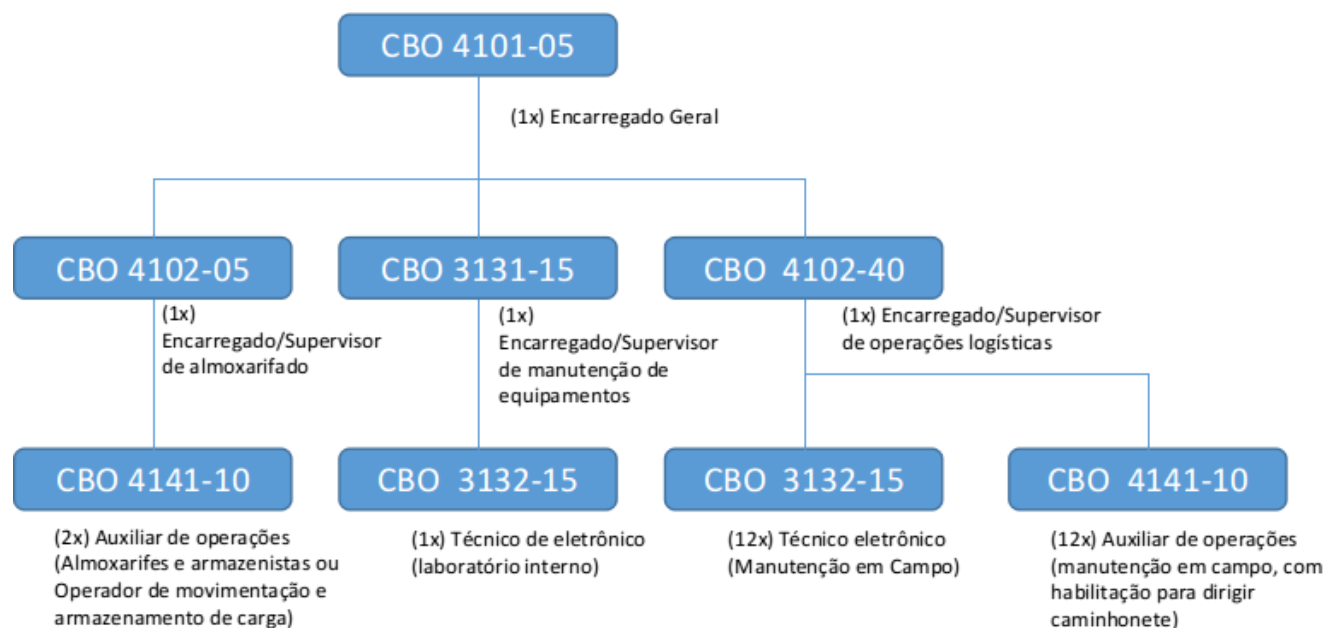 CBO 4101-05
(1x) Encarregado Geral
CBO 4102-05
(1x)
Encarregado/Supervisor
de almoxarifado
CBO 3131-15
(1x)
Encarregado/Supervisor
de manutenção de
equipamentos
CBO 4102-40
(1x) Encarregado/Supervisor
de operações logísticas
CBO 4141-10
(2x) Auxiliar de operações
(Almoxarifes e armazenistas ou
Operador de movimentação e
armazenamento de carga)
CBO 3132-15
(1x) Técnico de eletrônico
(laboratório interno)
CBO 3132-15
(12x) Técnico eletrônico
(Manutenção em Campo)
CBO 4141-10
(12x) Auxiliar de operações
(manutenção em campo, com
habilitação para dirigir
caminhonete)